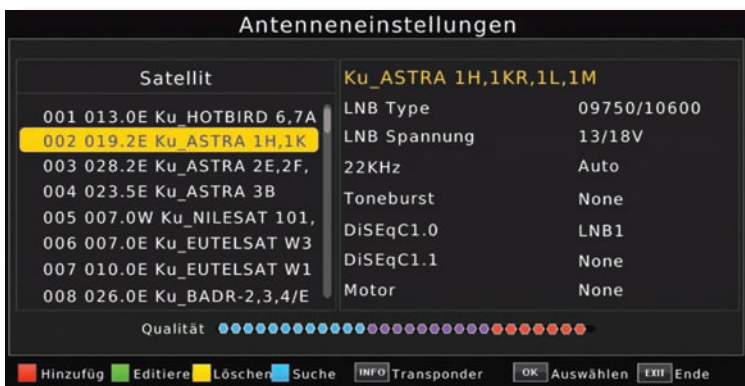 Antenneneinstellungen
Satellit
001 013.0E Ku_HOTBIRD 6,7A
002 019.2E Ku_ASTRA 1H,1K
003 028.2E Ku_ASTRA 2E,2F,
004 023.5E Ku_ASTRA 3B
005 007.0W Ku_NILESAT 101,
006 007.0E Ku_EUTELSAT W3
007 010.0E Ku_EUTELSAT W1
008 026.0E Ku_BADR-2,3,4/E
Ku_ASTRA 1H,1KR,1L,1M
LNB Type 09750/10600
LNB Spannung 13/18V
22KHz Auto
Toneburst None
DiSEqC1.0 LNB1
DiSEqC1.1 None
Motor None
Qualität
Hinzufüg Editiere Löschen Suche INFO Transponder OK Auswählen EXIT Ende